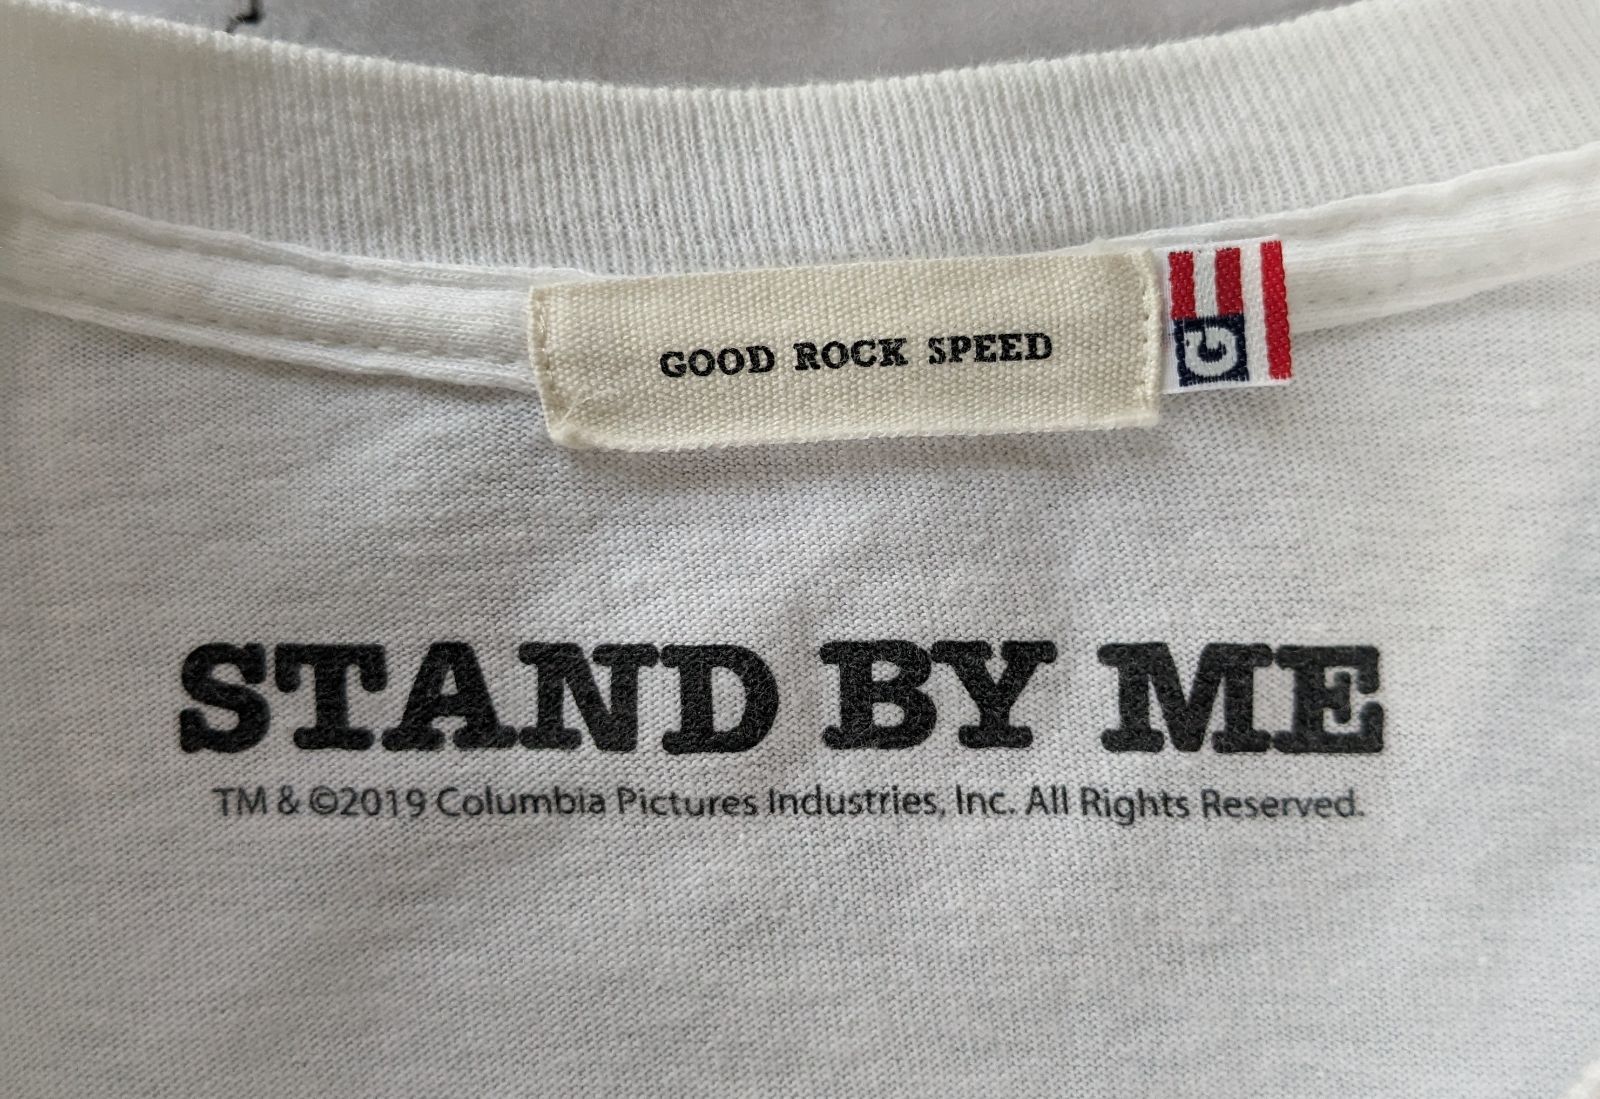 GOOD ROCK SPEED
G
STAND BY ME
TM & ©2019 Columbia Pictures Industries, Inc. All Rights Reserved.